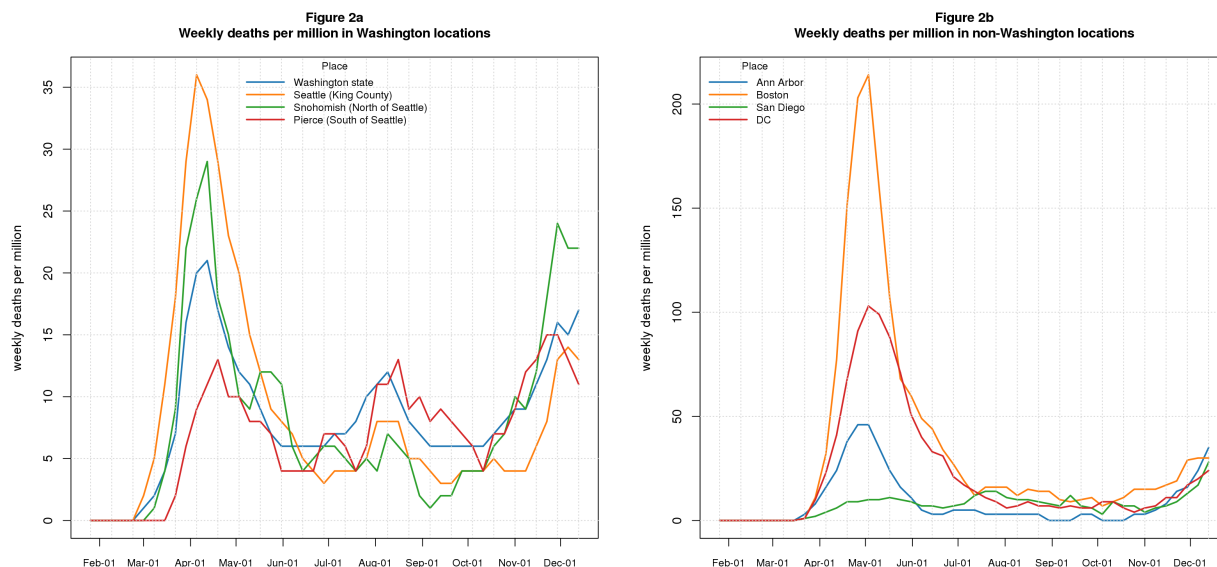 Figure 2a
Weekly deaths per million in Washington locations
weekly deaths per million
Place
Washington state
Seattle (King County)
Snohomish (North of Seattle)
Pierce (South of Seattle)
35
30
25
20
15
10
5
0
Feb-01 Mar-01 Apr-01 May-01 Jun-01 Jul-01 Aug-01 Sep-01 Oct-01 Nov-01 Dec-01
Figure 2b
Weekly deaths per million in non-Washington locations
weekly deaths per million
Place
Ann Arbor
Boston
San Diego
DC
200
150
100
50
0
Feb-01 Mar-01 Apr-01 May-01 Jun-01 Jul-01 Aug-01 Sep-01 Oct-01 Nov-01 Dec-01